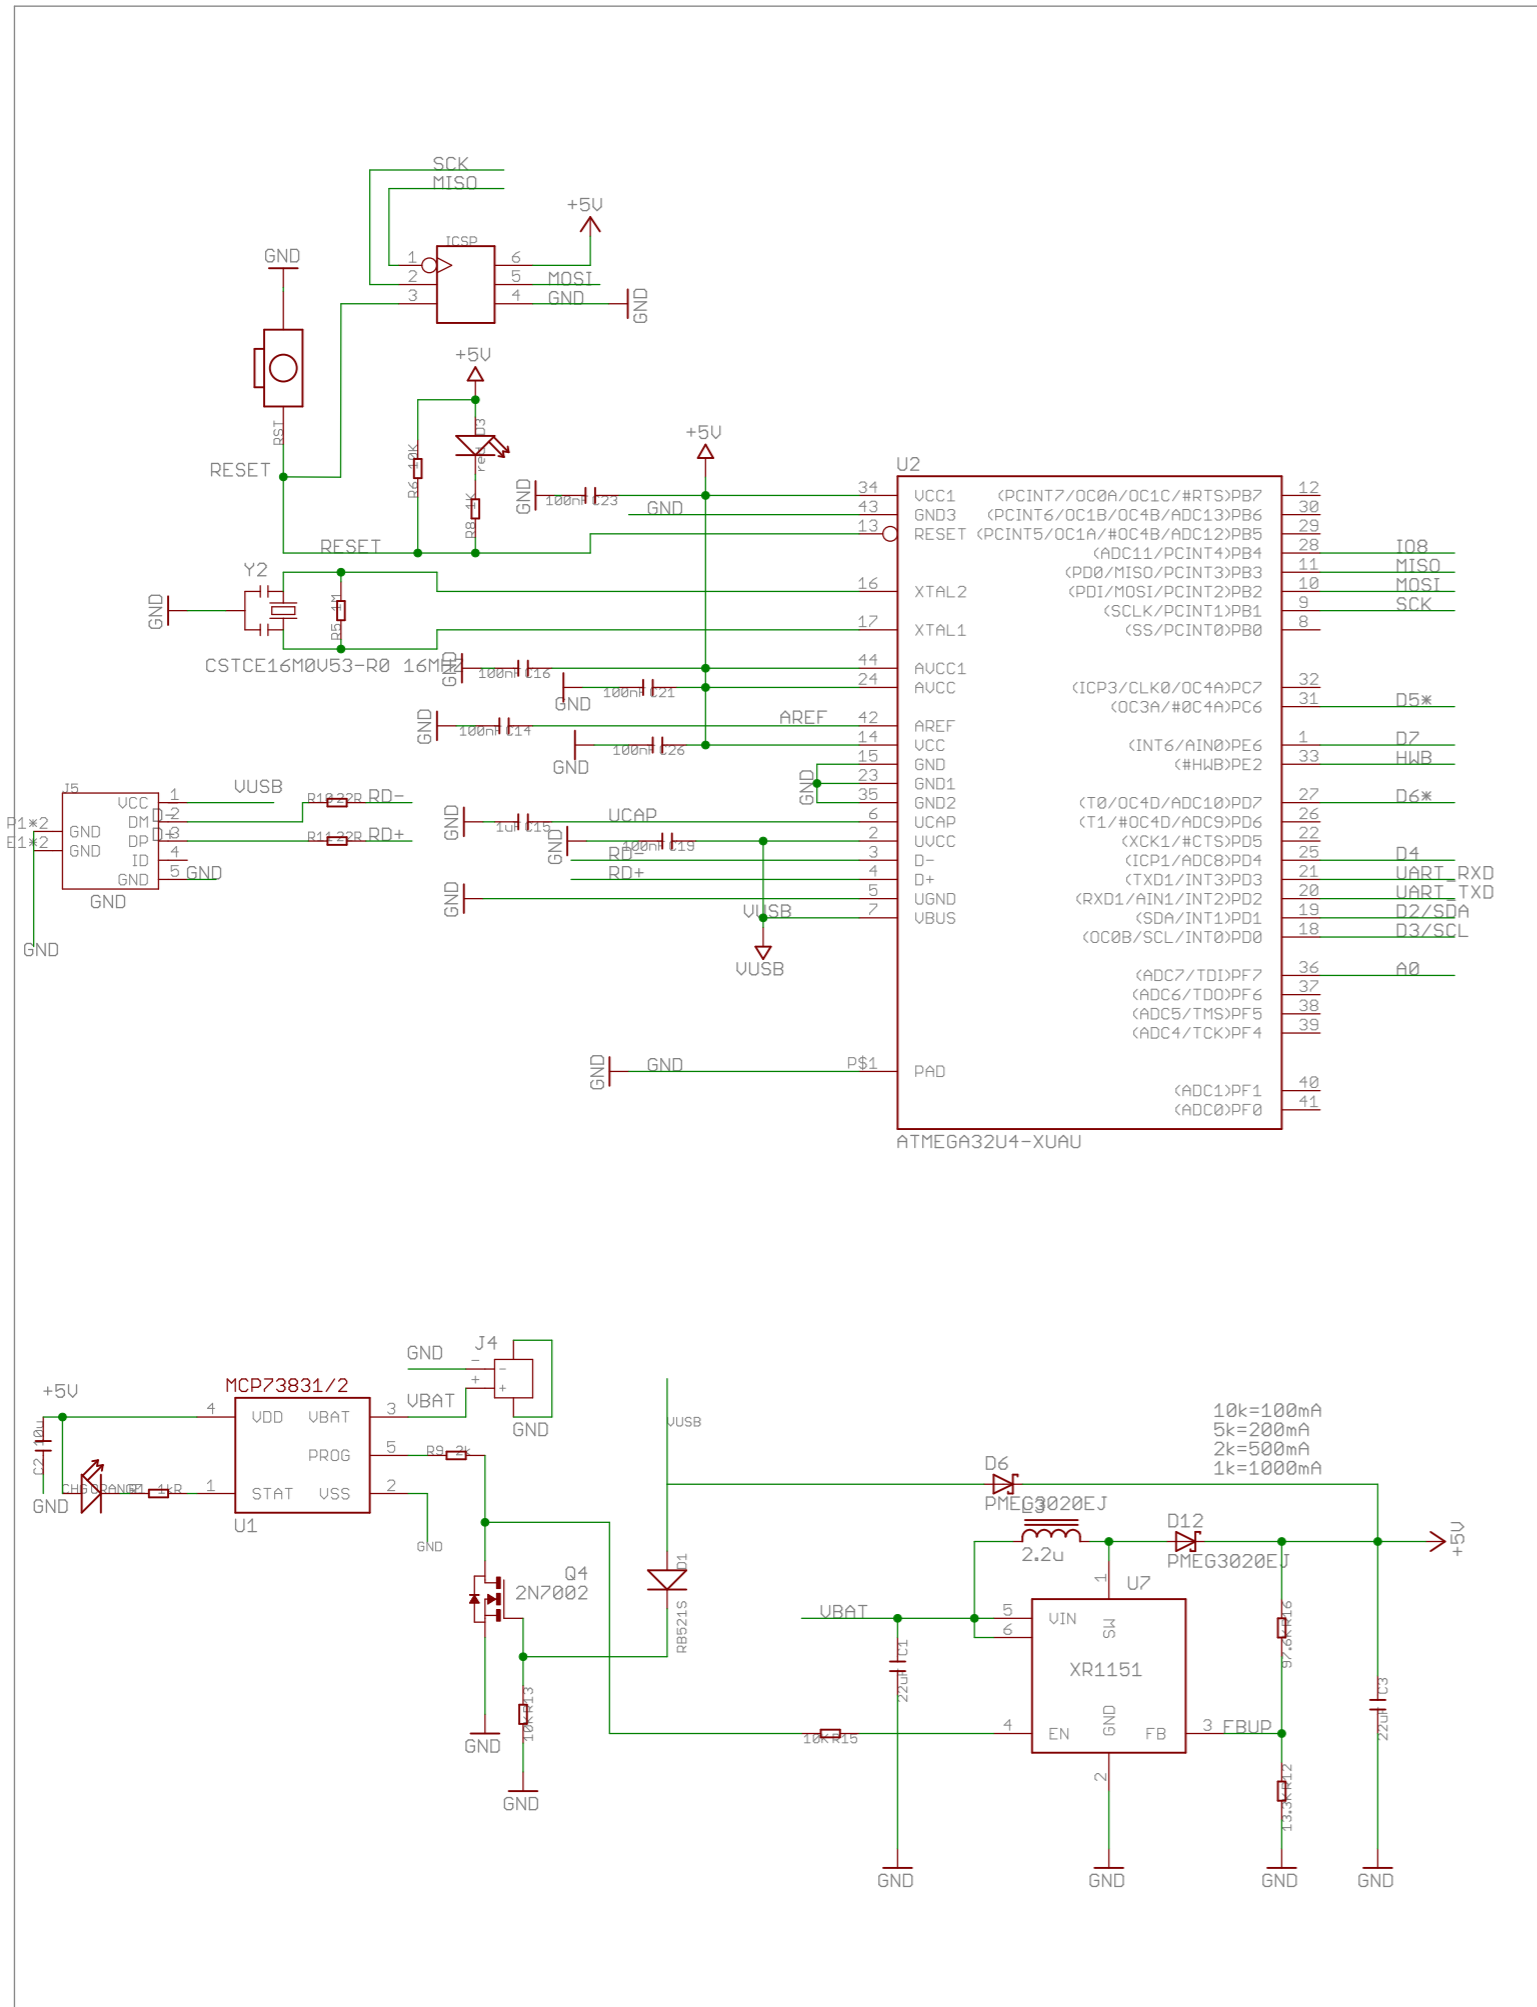 SCK
MISO
+5V
ICSP
GND
1
2
3
6
5
4
MOSI
GND
GND
RST
RESET
+5V
D3
red
R6 10K
R8 1K
RESET
Y2
GND
R5 1M
CSTCE16M0V53-R0 16MHZ
+5V
GND
100nF C23
GND
GND
100nF C16
GND
100nF C21
GND
100nF C14
AREF
GND
100nF C26
GND
GND
1uF C15
UCAP
GND
100nF C19
RD-
RD+
GND
VUSB
VUSB
GND
GND
J5
P1*2
E1*2
GND
GND
VCC
DM
DP
ID
GND
1
2
3
4
5
D-
D+
VUSB
R10 22R RD-
R11 22R RD+
GND
GND
GND
U2
34 VCC1
43 GND3
13 RESET
16 XTAL2
17 XTAL1
44 AVCC1
24 AVCC
42 AREF
14 VCC
15 GND
23 GND1
35 GND2
6 UCAP
2 UVCC
3 D-
4 D+
5 UGND
7 VBUS
P$1 PAD
(PCINT7/OC0A/OC1C/#RTS)PB7 12
(PCINT6/OC1B/OC4B/ADC13)PB6 30
(PCINT5/OC1A/#OC4B/ADC12)PB5 29
(ADC11/PCINT4)PB4 28 IO8
(PD0/MISO/PCINT3)PB3 11 MISO
(PDI/MOSI/PCINT2)PB2 10 MOSI
(SCLK/PCINT1)PB1 9 SCK
(SS/PCINT0)PB0 8
(ICP3/CLK0/OC4A)PC7 32
(OC3A/#0C4A)PC6 31 D5*
(INT6/AIN0)PE6 1 D7
(#HWB)PE2 33 HWB
(T0/OC4D/ADC10)PD7 27 D6*
(T1/#OC4D/ADC9)PD6 26
(XCK1/#CTS)PD5 22
(ICP1/ADC8)PD4 25 D4
(TXD1/INT3)PD3 21 UART_RXD
(RXD1/AIN1/INT2)PD2 20 UART_TXD
(SDA/INT1)PD1 19 D2/SDA
(OC0B/SCL/INT0)PD0 18 D3/SCL
(ADC7/TDI)PF7 36 A0
(ADC6/TDO)PF6 37
(ADC5/TMS)PF5 38
(ADC4/TCK)PF4 39
(ADC1)PF1 40
(ADC0)PF0 41
ATMEGA32U4-XUAU
+5V
C2 10u
GND
CHG ORANGE
1kR
MCP73831/2
4 VDD
1 STAT
VBAT 3
PROG 5
VSS 2
U1
GND
VBAT
J4
-
+
-
+
GND
R9 2k
GND
Q4
2N7002
GND
10K R13
GND
VUSB
D1
RB521S
10K R15
10k=100mA
5k=200mA
2k=500mA
1k=1000mA
D6
PMEG3020EJ
L3
2.2u
D12
PMEG3020EJ
+5V
U7
VBAT
22uF C1
GND
5 VIN
6
4 EN
1 MS
XR1151
GND 2
FB 3 FBUP
GND
97.6K R16
13.3K R12
GND
22uF C3
GND